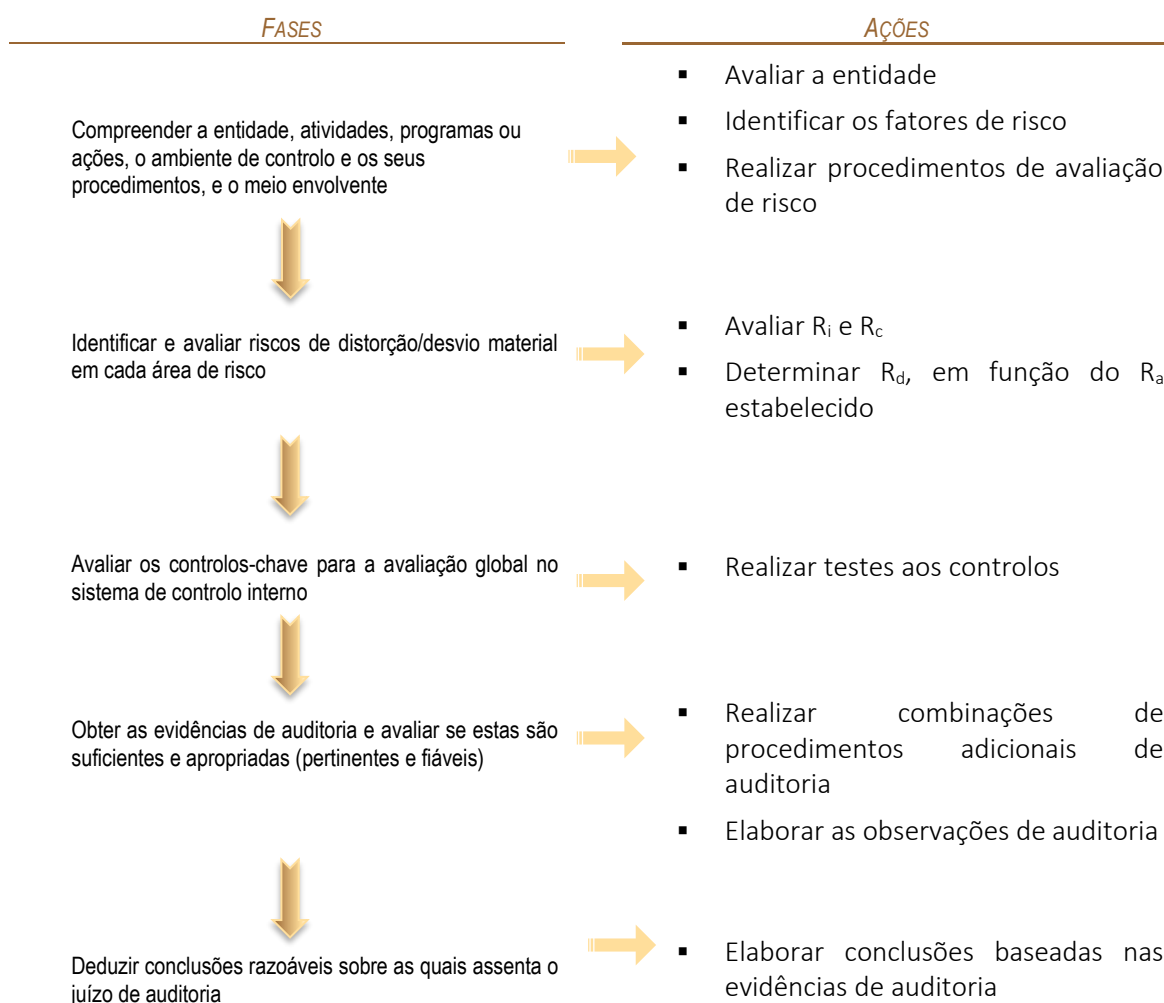 FASES
AÇÕES
Compreender a entidade, atividades, programas ou
ações, o ambiente de controlo e os seus
procedimentos, e o meio envolvente
▪ Avaliar a entidade
▪ Identificar os fatores de risco
▪ Realizar procedimentos de avaliação
de risco
Identificar e avaliar riscos de distorção/desvio material
em cada área de risco
▪ Avaliar Ri e Rc
▪ Determinar Rd, em função do Ra
estabelecido
Avaliar os controlos-chave para a avaliação global no
sistema de controlo interno
▪ Realizar testes aos controlos
Obter as evidências de auditoria e avaliar se estas são
suficientes e apropriadas (pertinentes e fiáveis)
▪ Realizar combinações de
procedimentos adicionais de
auditoria
▪ Elaborar as observações de auditoria
Deduzir conclusões razoáveis sobre as quais assenta o
juízo de auditoria
▪ Elaborar conclusões baseadas nas
evidências de auditoria